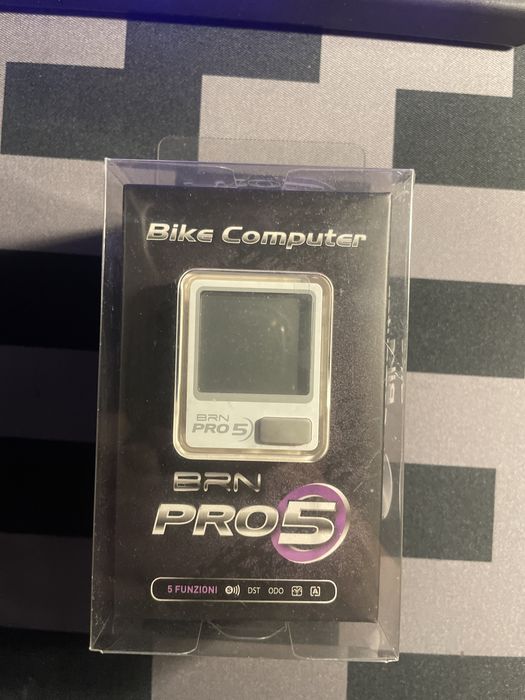 Bike Computer
BRN
PRO 5
BRN
PRO5
5 FUNZIONI DST ODO